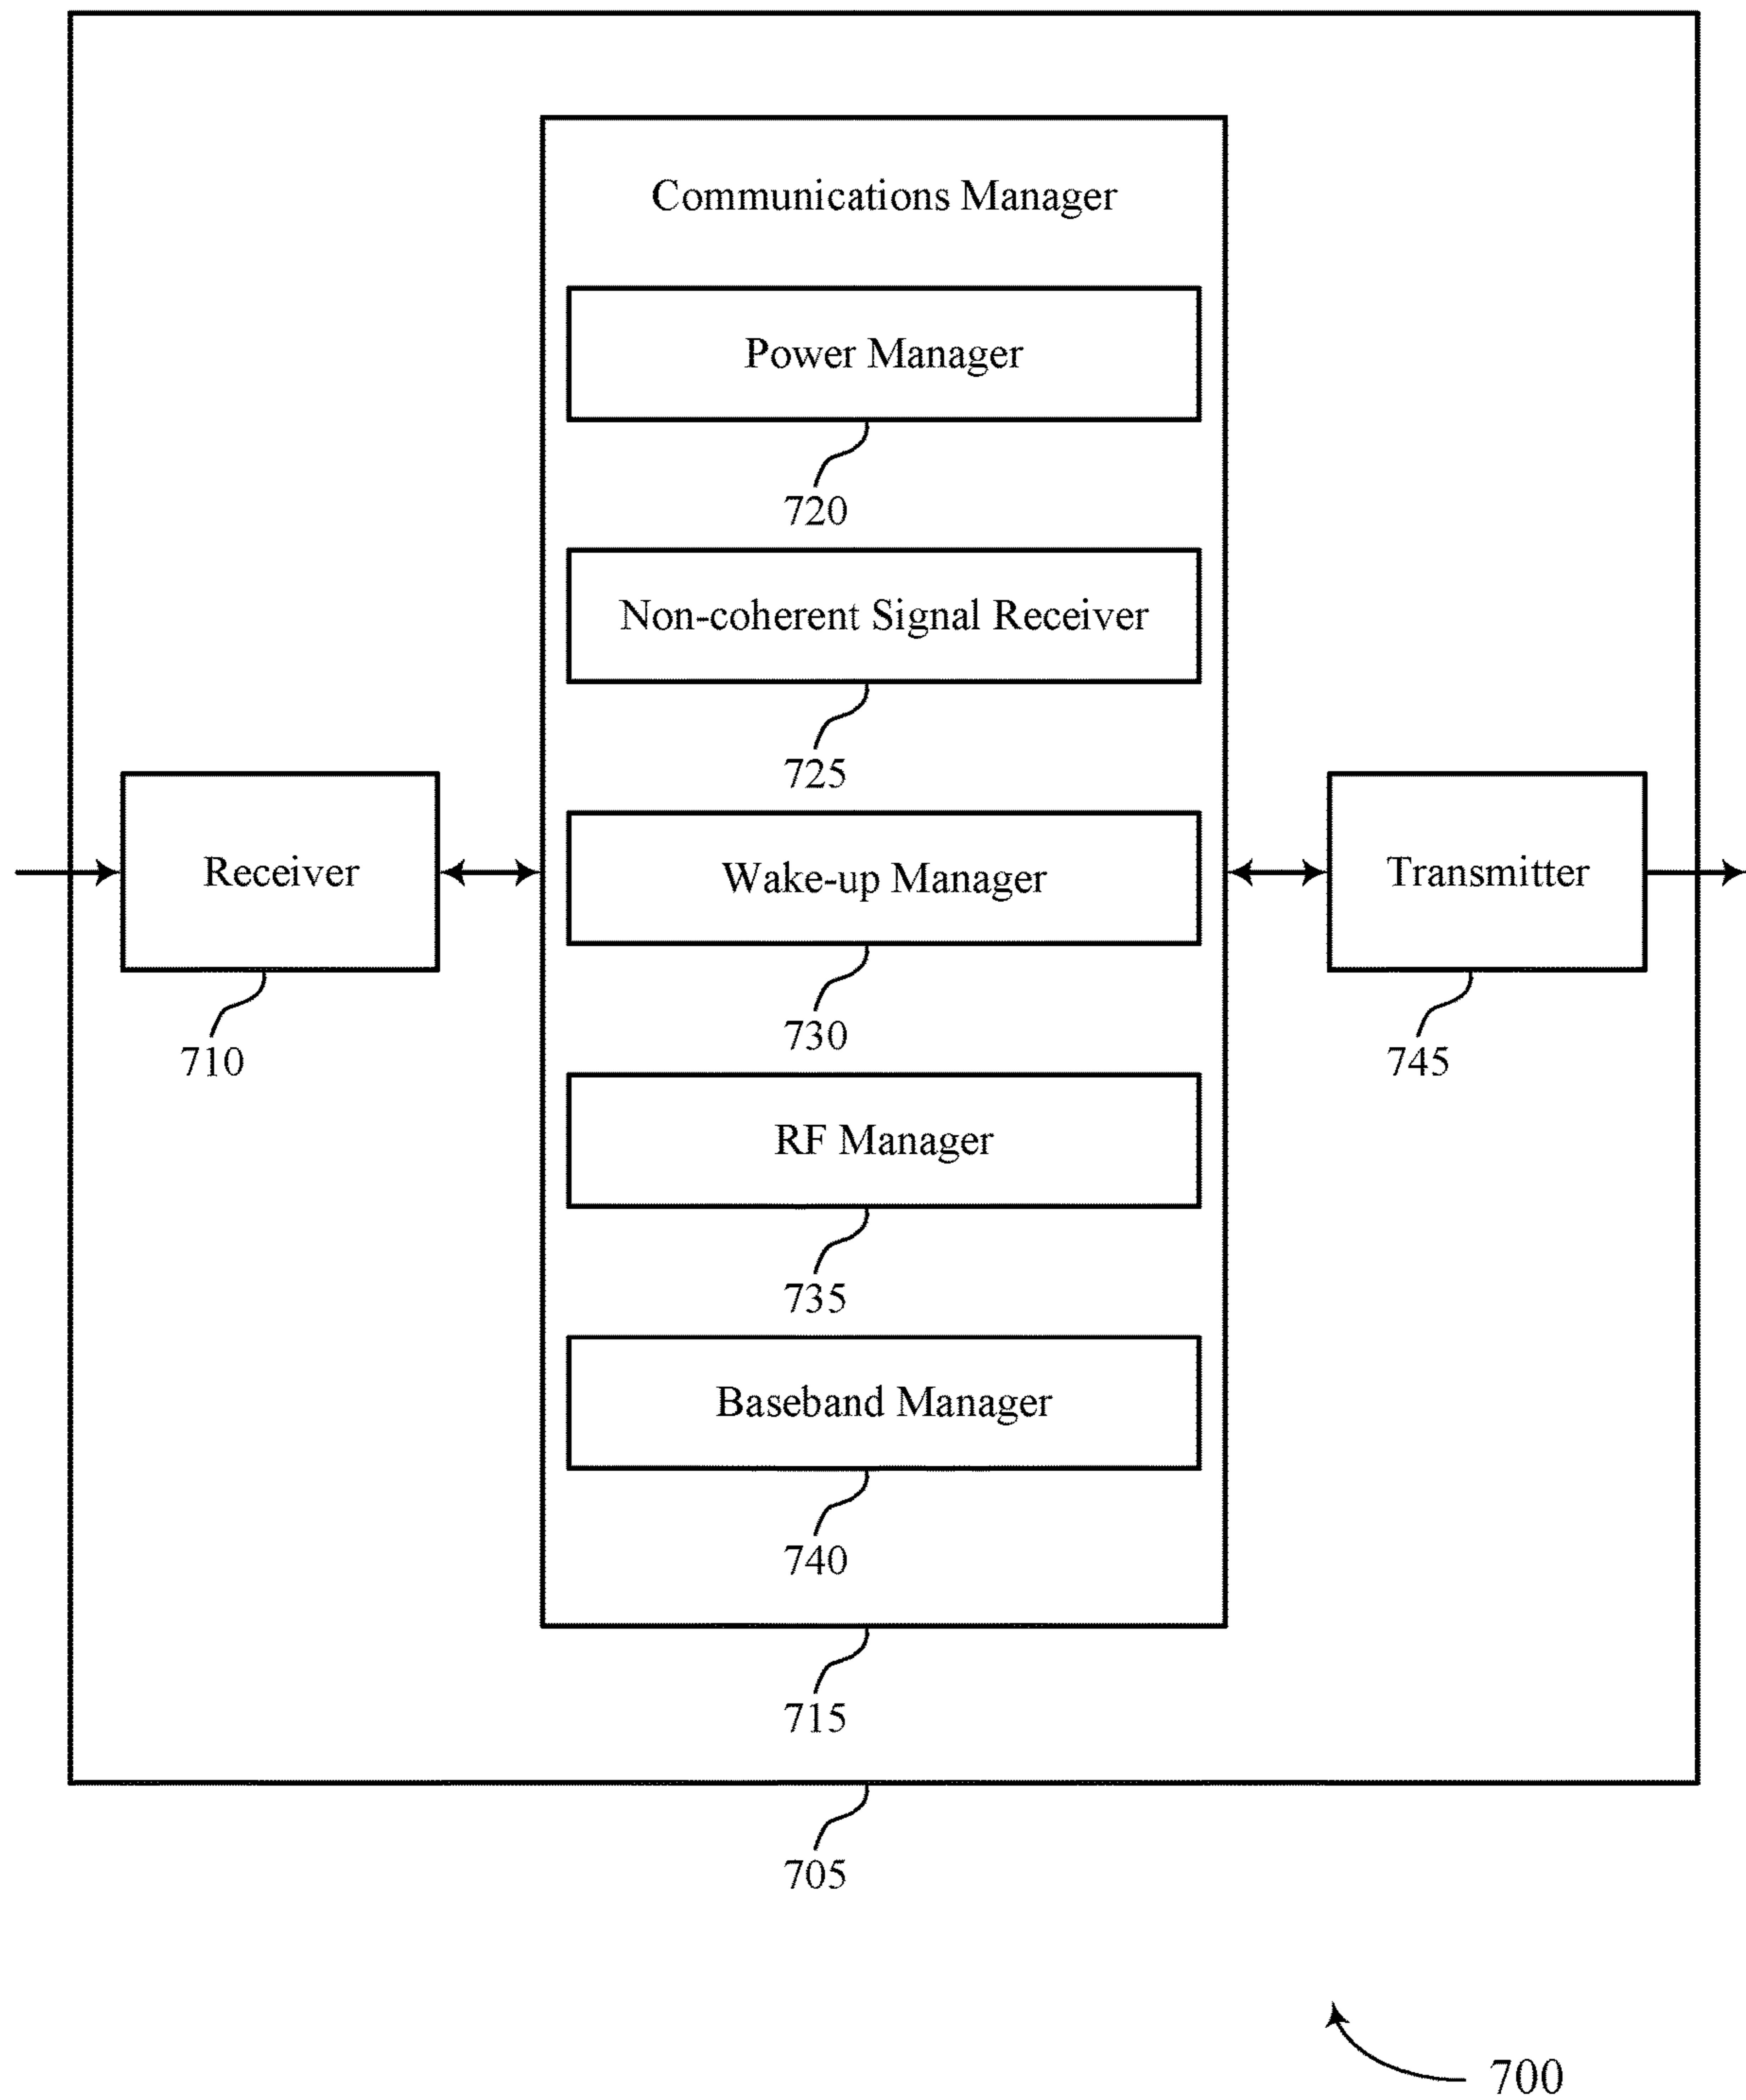 Communications Manager
Power Manager
720
Non-coherent Signal Receiver
725
Receiver
710
Wake-up Manager
730
Transmitter
745
RF Manager
735
Baseband Manager
740
715
705
700